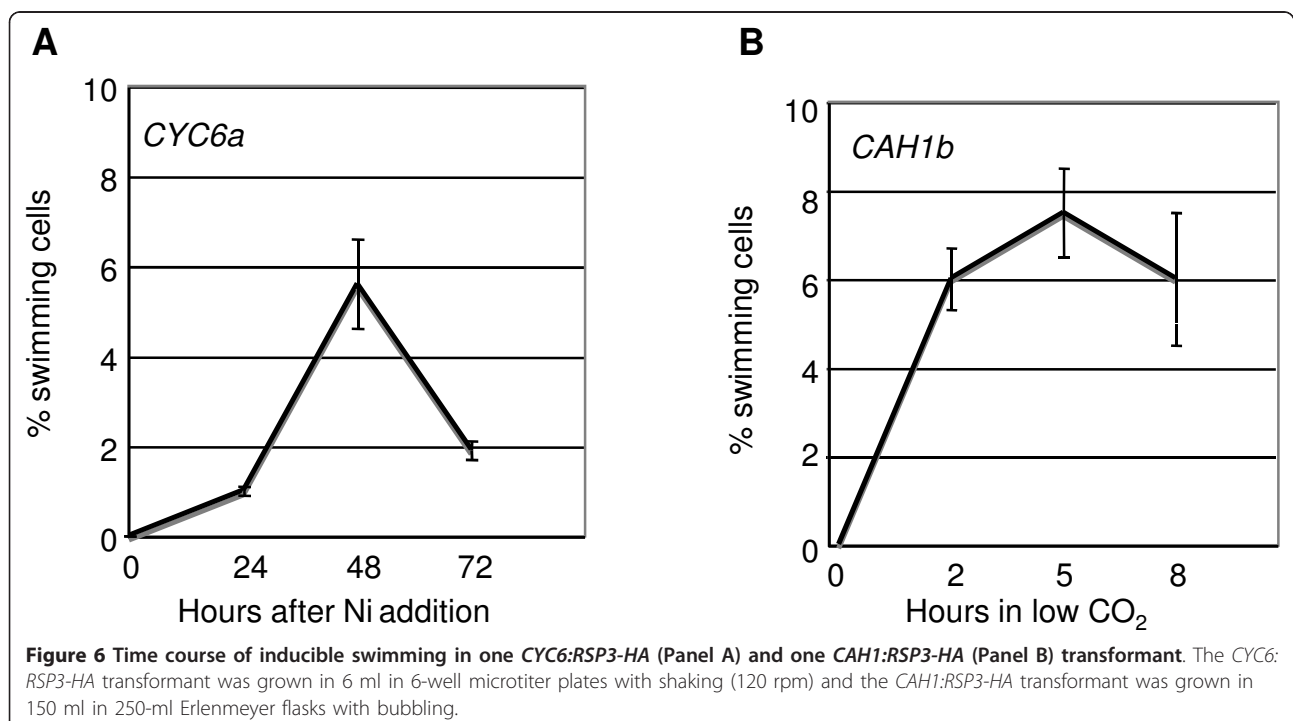 A
10
8
6
4
2
0
CYC6a
% swimming cells
0 24 48 72
Hours after Ni addition
B
10
8
6
4
2
0
CAH1b
% swimming cells
0 2 5 8
Hours in low CO₂
Figure 6 Time course of inducible swimming in one CYC6:RSP3-HA (Panel A) and one CAH1:RSP3-HA (Panel B) transformant. The CYC6:
RSP3-HA transformant was grown in 6 ml in 6-well microtiter plates with shaking (120 rpm) and the CAH1:RSP3-HA transformant was grown in
150 ml in 250-ml Erlenmeyer flasks with bubbling.